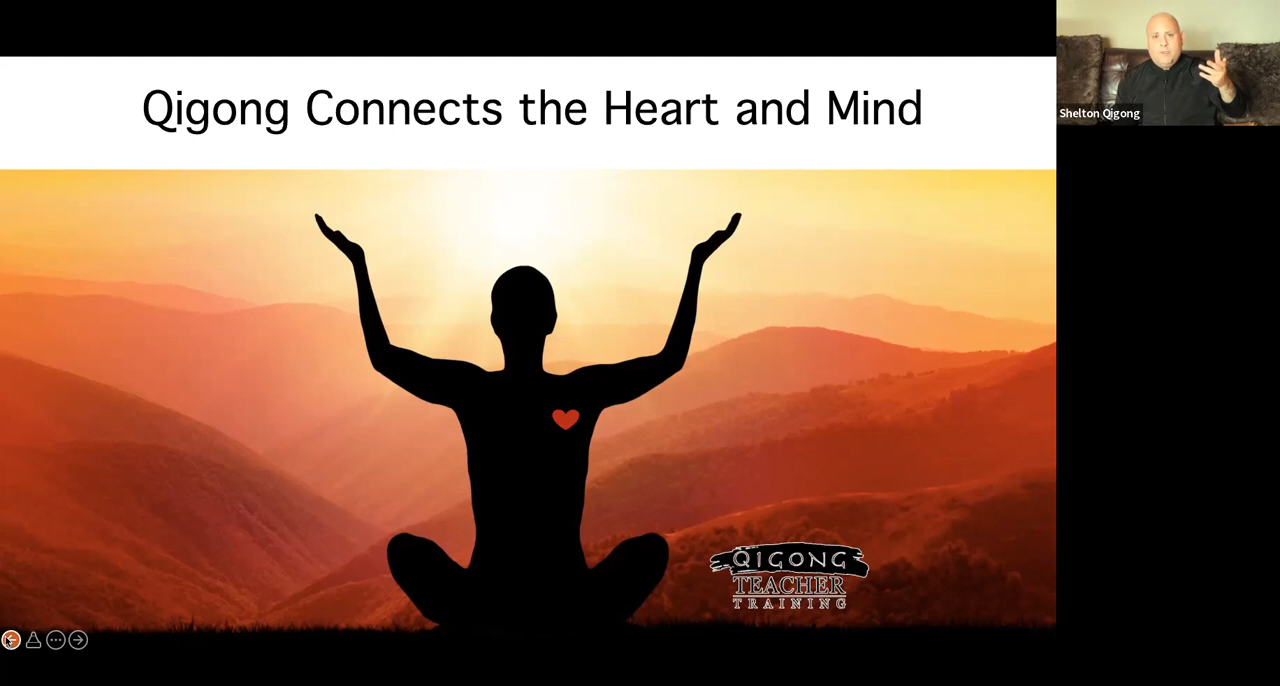 Qigong Connects the Heart and Mind
Shelton Qigong
QIGONG
TEACHER
TRAINING